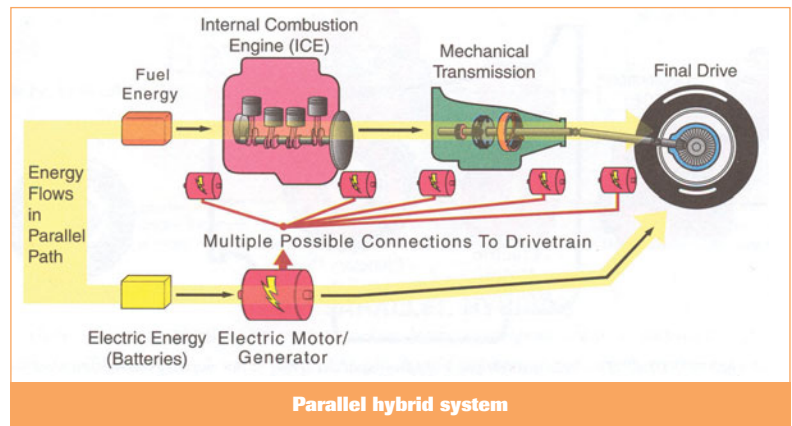 Internal Combustion
Engine (ICE)
Mechanical
Transmission
Final Drive
Fuel
Energy
Energy
Flows
in
Parallel
Path
Multiple Possible Connections To Drivetrain
Electric Energy
(Batteries)
Electric Motor/
Generator
Parallel hybrid system